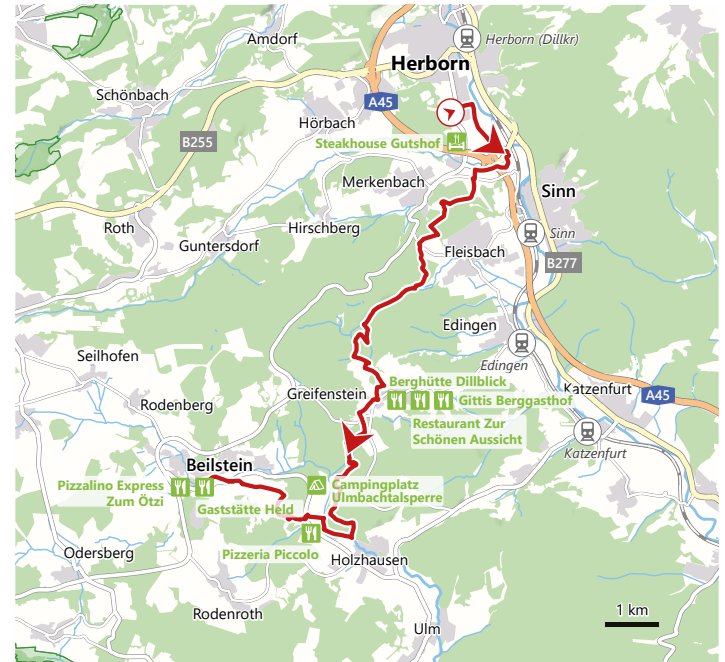 Amdorf
Herborn
Herborn (Dillkr)
Schönbach
A45
Hörbach
B255
Steakhouse Gutshof
Merkenbach
Sinn
Roth
Hirschberg
Guntersdorf
Sinn
Fleisbach
B277
Edingen
Seilhofen
Edingen
Berghütte Dillblick
Greifenstein
Gittis Berggasthof
Katzenfurt
A45
Rodenberg
Restaurant Zur
Schönen Aussicht
Katzenfurt
Beilstein
Pizzalino Express
Zum Ötzi
Campingplatz
Ulmbachtalsperre
Gaststätte Held
Odersberg
Pizzeria Piccolo
Holzhausen
Rodenroth
1 km
Ulm